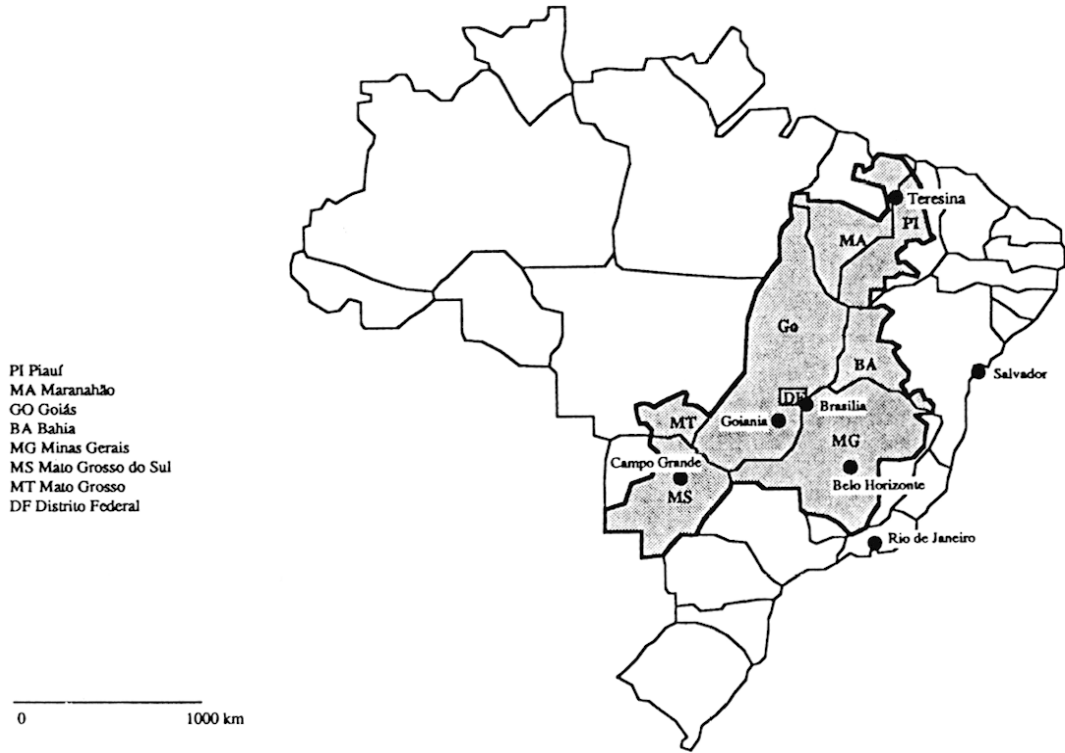 Teresina
PI
MA
Go
BA
Salvador
DF
Brasilia
MT
Goiania
MG
Campo Grande
Belo Horizonte
MS
Rio de Janeiro
PI Piauí
MA Maranahão
GO Goiás
BA Bahia
MG Minas Gerais
MS Mato Grosso do Sul
MT Mato Grosso
DF Distrito Federal
0 1000 km